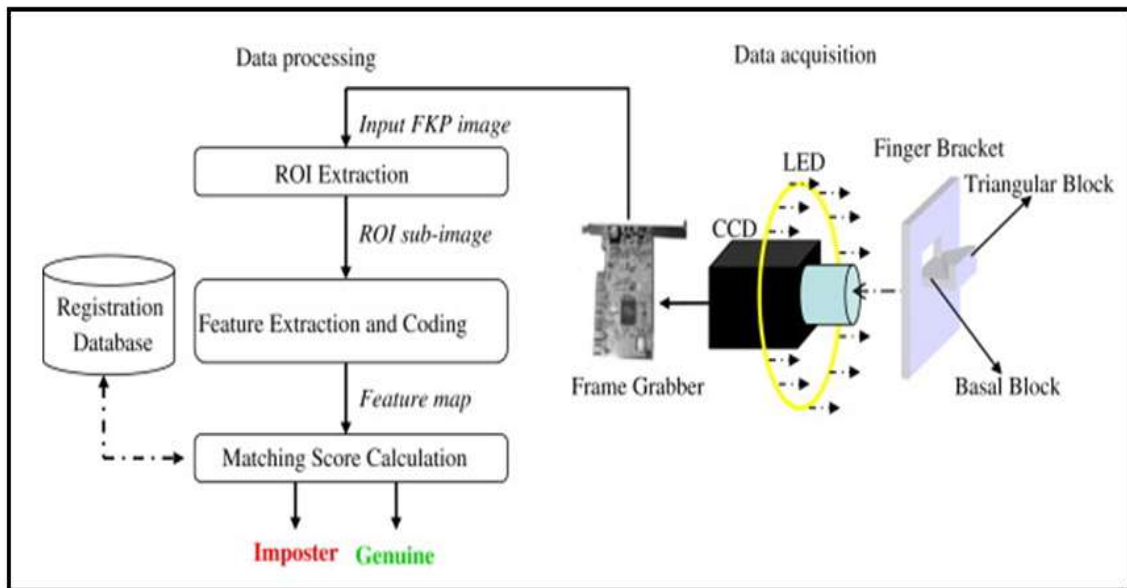 Data processing
Data acquisition
Input FKP image
ROI Extraction
ROI sub-image
Feature Extraction and Coding
Feature map
Matching Score Calculation
Registration
Database
Imposter
Genuine
Frame Grabber
CCD
LED
Finger Bracket
Triangular Block
Basal Block